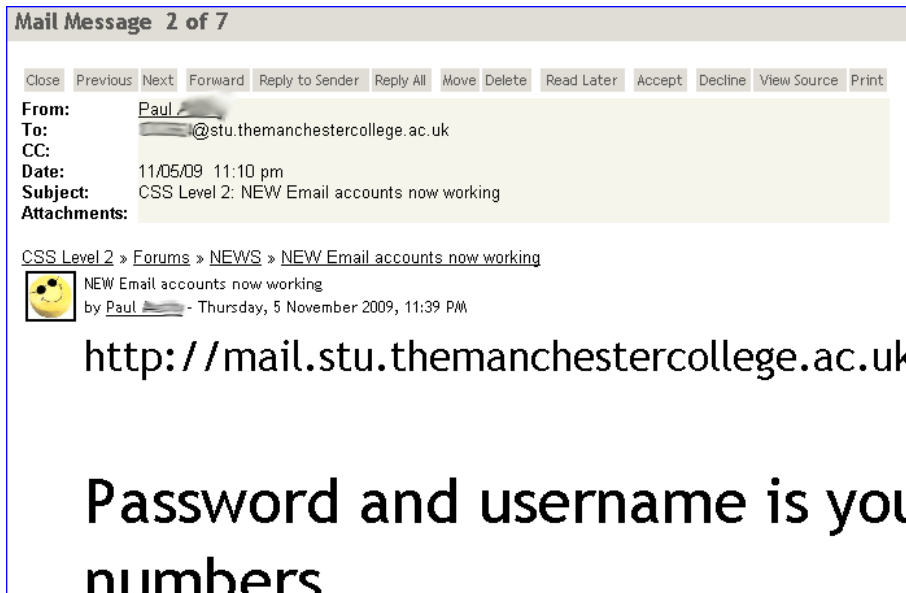 Mail Message 2 of 7
Close Previous Next Forward Reply to Sender Reply All Move Delete Read Later Accept Decline View Source Print
From: Paul
To: @stu.themanchestercollege.ac.uk
CC:
Date: 11/05/09 11:10 pm
Subject: CSS Level 2: NEW Email accounts now working
Attachments:
CSS Level 2 » Forums » NEWS » NEW Email accounts now working
NEW Email accounts now working
by Paul - Thursday, 5 November 2009, 11:39 PM
http://mail.stu.themanchestercollege.ac.uk
Password and username is you
numbers